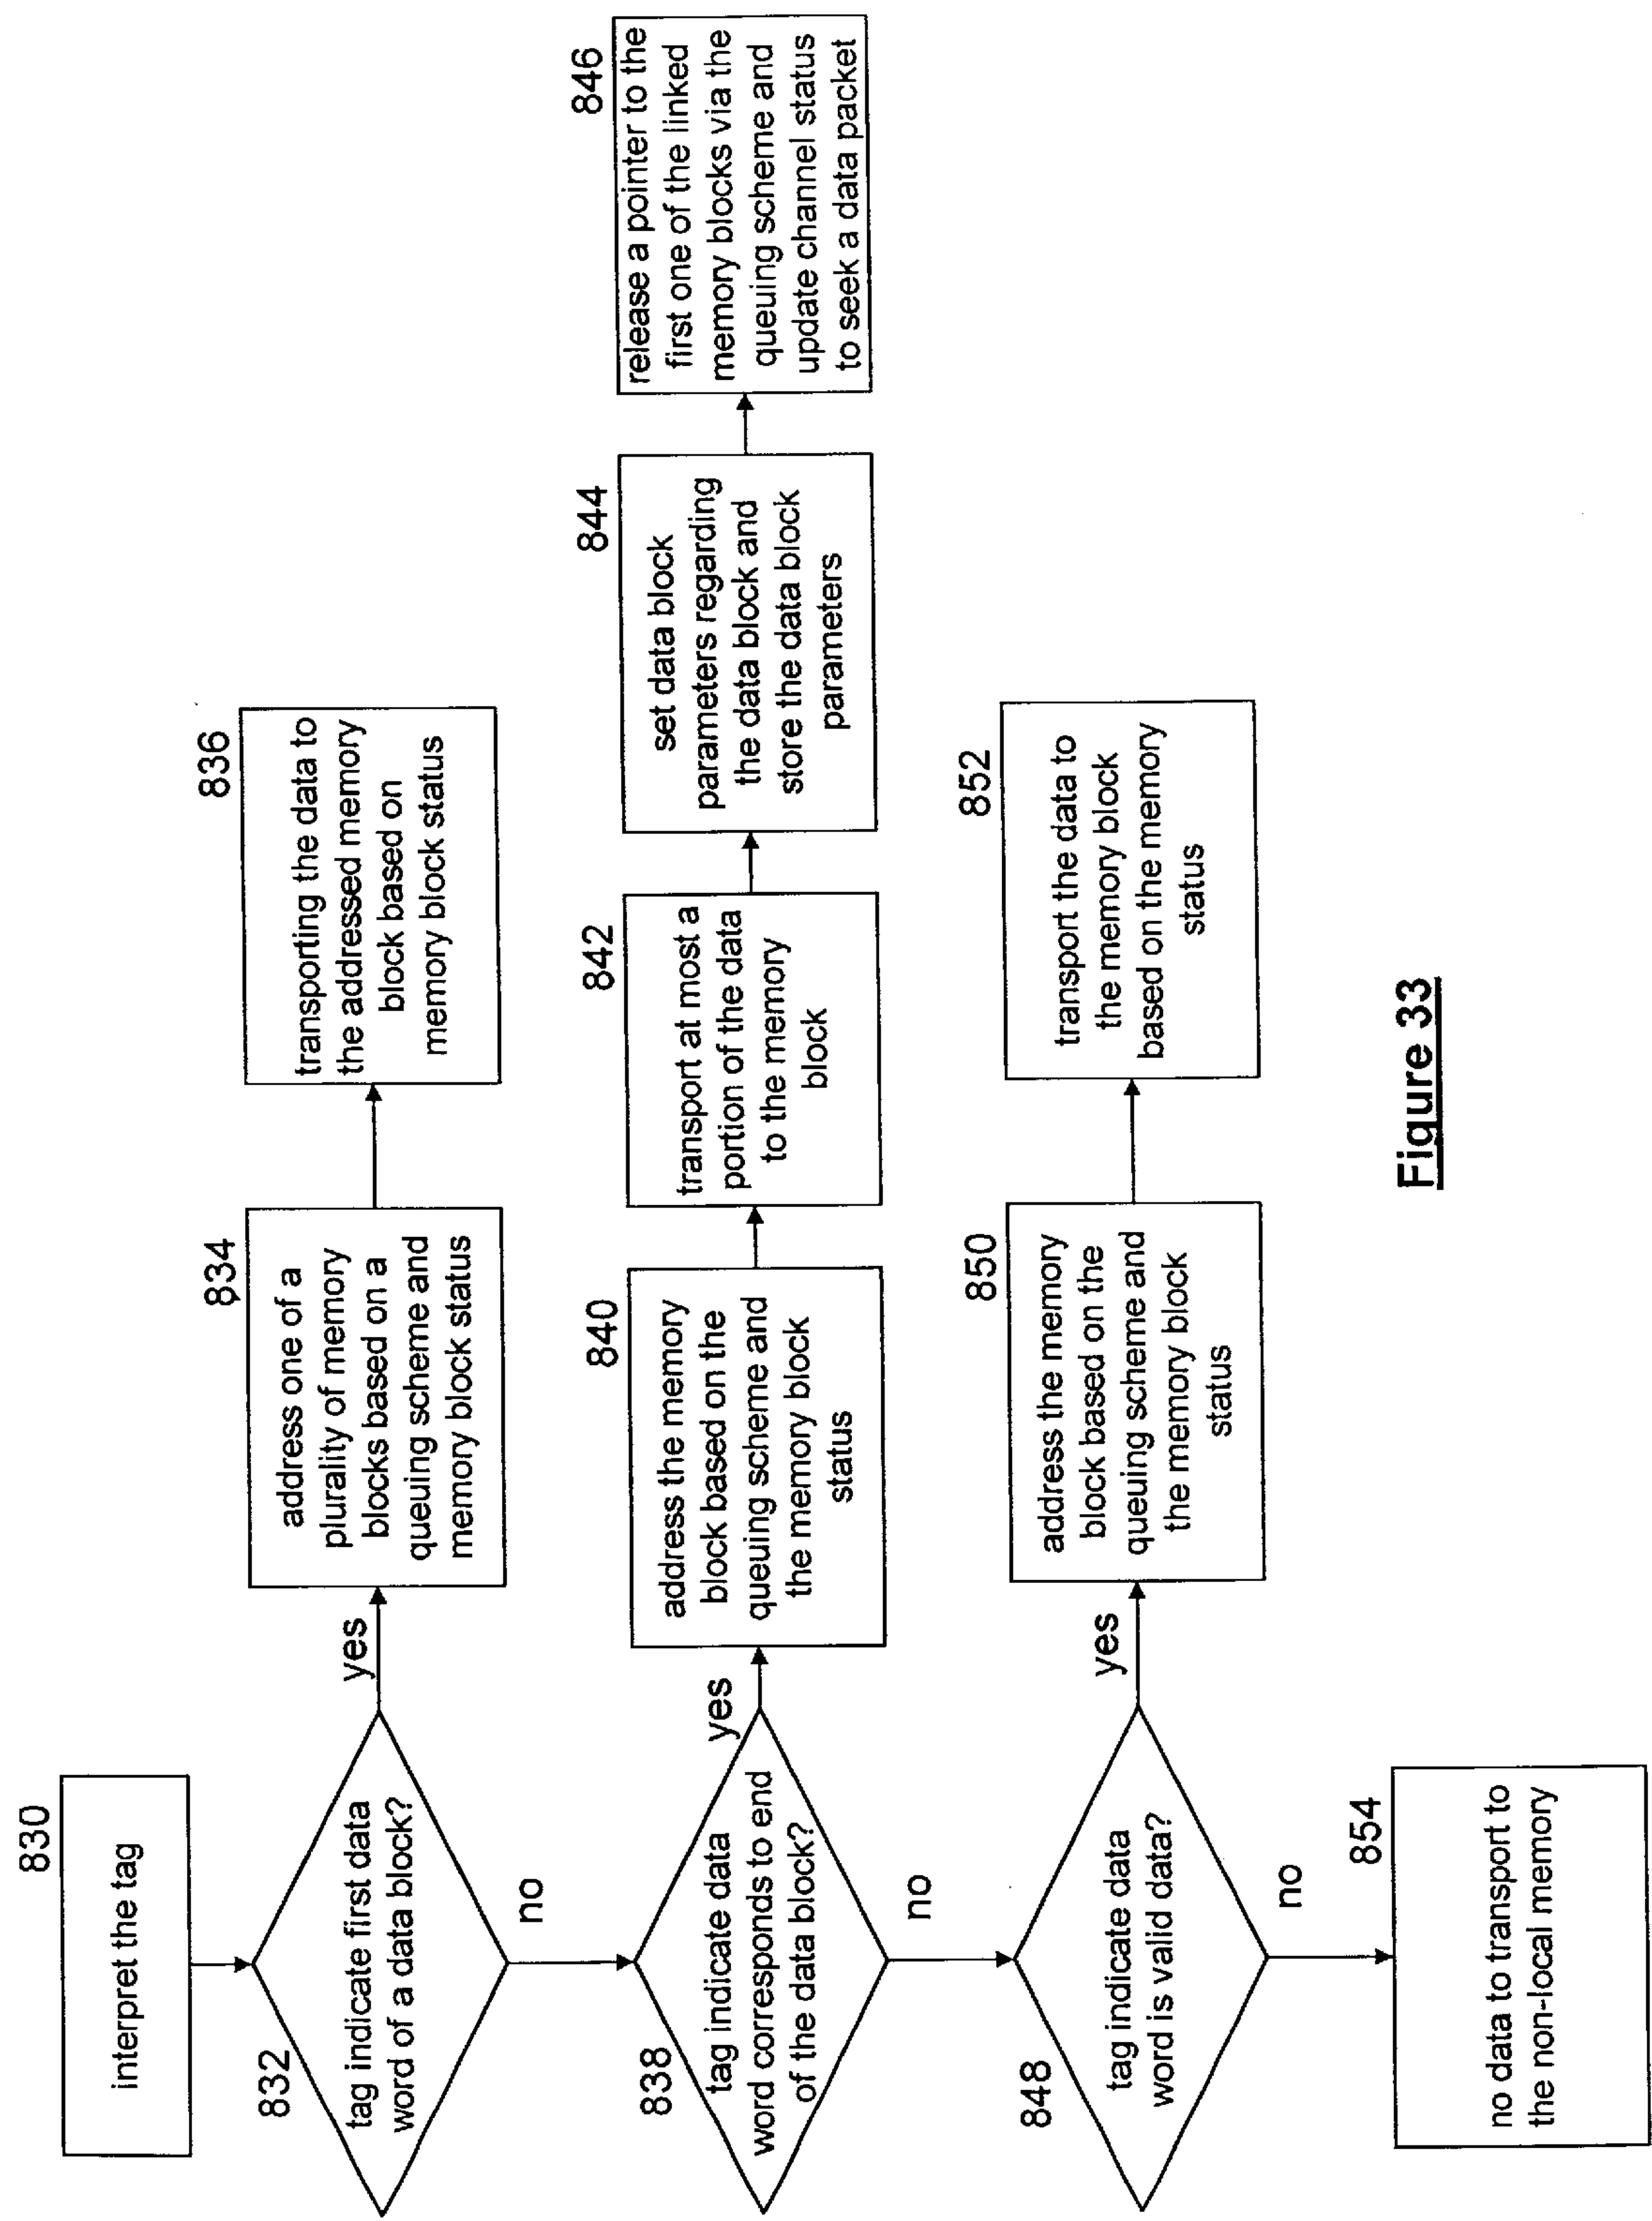 830
interpret the tag
832
tag indicate first data
word of a data block?
yes
no
834
address one of a
plurality of memory
blocks based on a
queuing scheme and
memory block status
836
transporting the data to
the addressed memory
block based on
memory block status
838
tag indicate data
word corresponds to end
of the data block?
yes
no
840
address the memory
block based on the
queuing scheme and
the memory block
status
842
transport at most a
portion of the data
to the memory
block
844
set data block
parameters regarding
the data block and
store the data block
parameters
846
release a pointer to the
first one of the linked
memory blocks via the
queuing scheme and
update channel status
to seek a data packet
848
tag indicate data
word is valid data?
yes
no
850
address the memory
block based on the
queuing scheme and
the memory block
status
852
transport the data to
the memory block
based on the memory
status
854
no data to transport to
the non-local memory
Figure 33